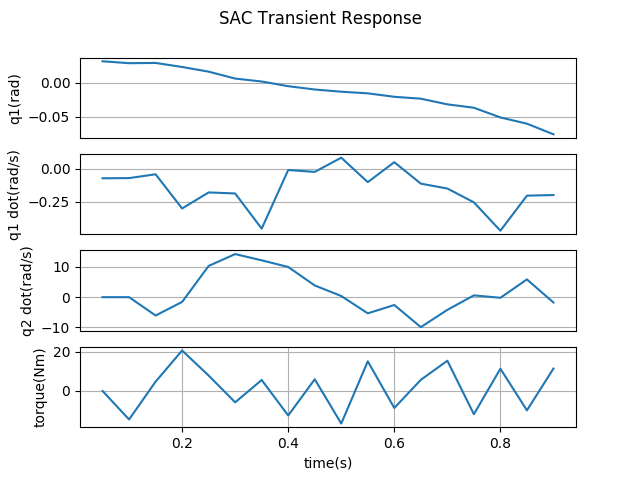 SAC Transient Response
q1(rad)
0.00
−0.05
q1 dot(rad/s)
0.00
−0.25
q2 dot(rad/s)
10
0
−10
torque(Nm)
20
0
0.2 0.4 0.6 0.8
time(s)